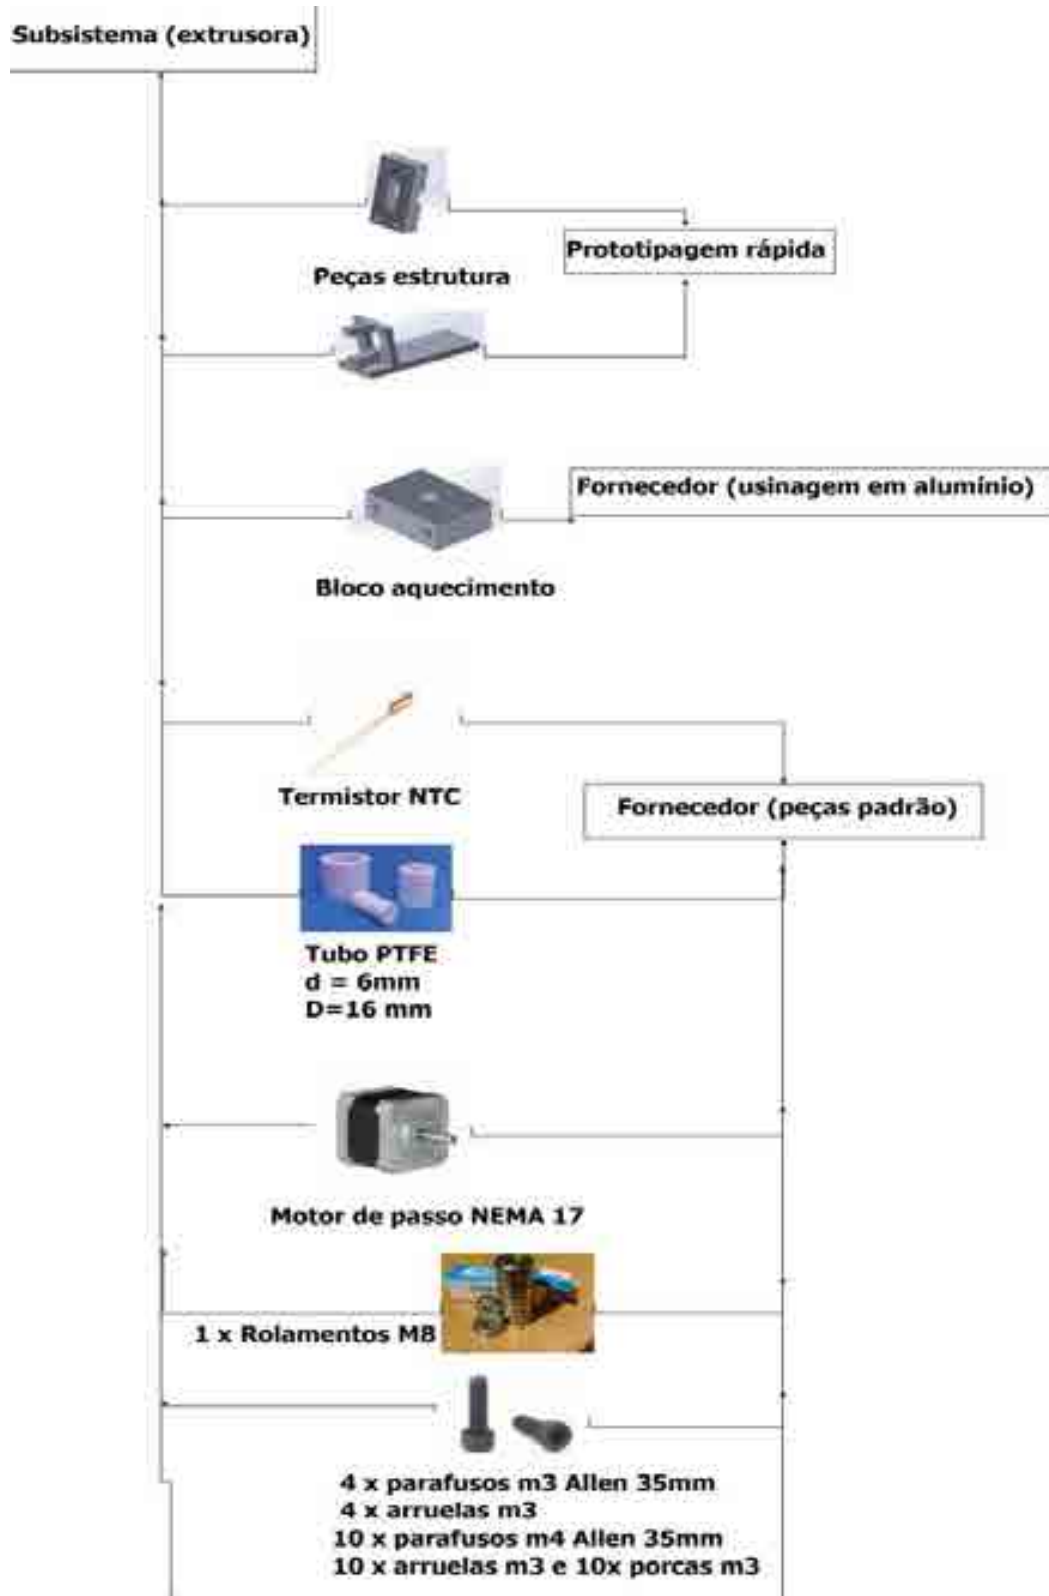 Subsistema (extrusora)
Prototipagem rápida
Peças estrutura
Fornecedor (usinagem em alumínio)
Bloco aquecimento
Termistor NTC
Fornecedor (peças padrão)
Tubo PTFE
d = 6mm
D=16 mm
Motor de passo NEMA 17
1 x Rolamentos M8
4 x parafusos m3 Allen 35mm
4 x arruelas m3
10 x parafusos m4 Allen 35mm
10 x arruelas m3 e 10x porcas m3